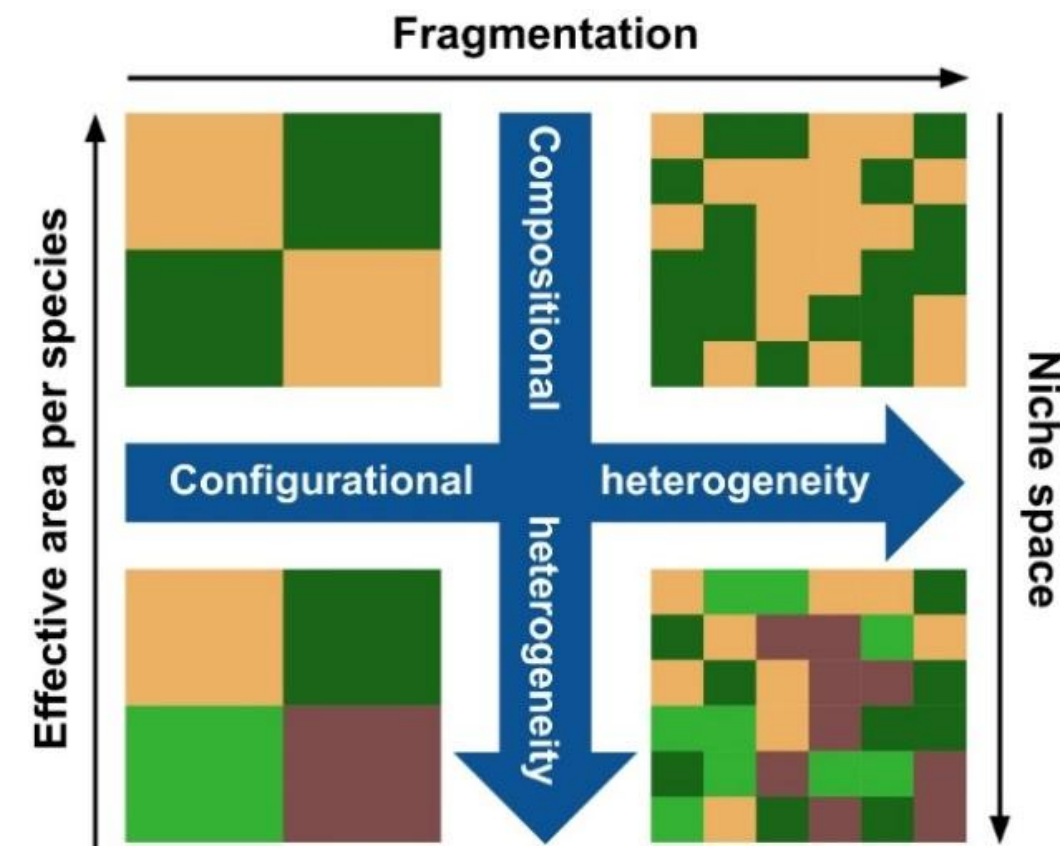 Fragmentation
Effective area per species
Compositional heterogeneity
Configurational heterogeneity
Niche space